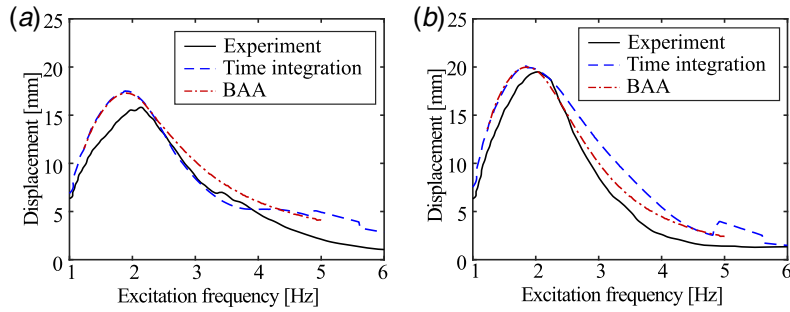 (a)
25
20
15
10
5
0
Displacement [mm]
Experiment
Time integration
BAA
1 2 3 4 5 6
Excitation frequency [Hz]
(b)
25
20
15
10
5
0
Displacement [mm]
Experiment
Time integration
BAA
1 2 3 4 5 6
Excitation frequency [Hz]